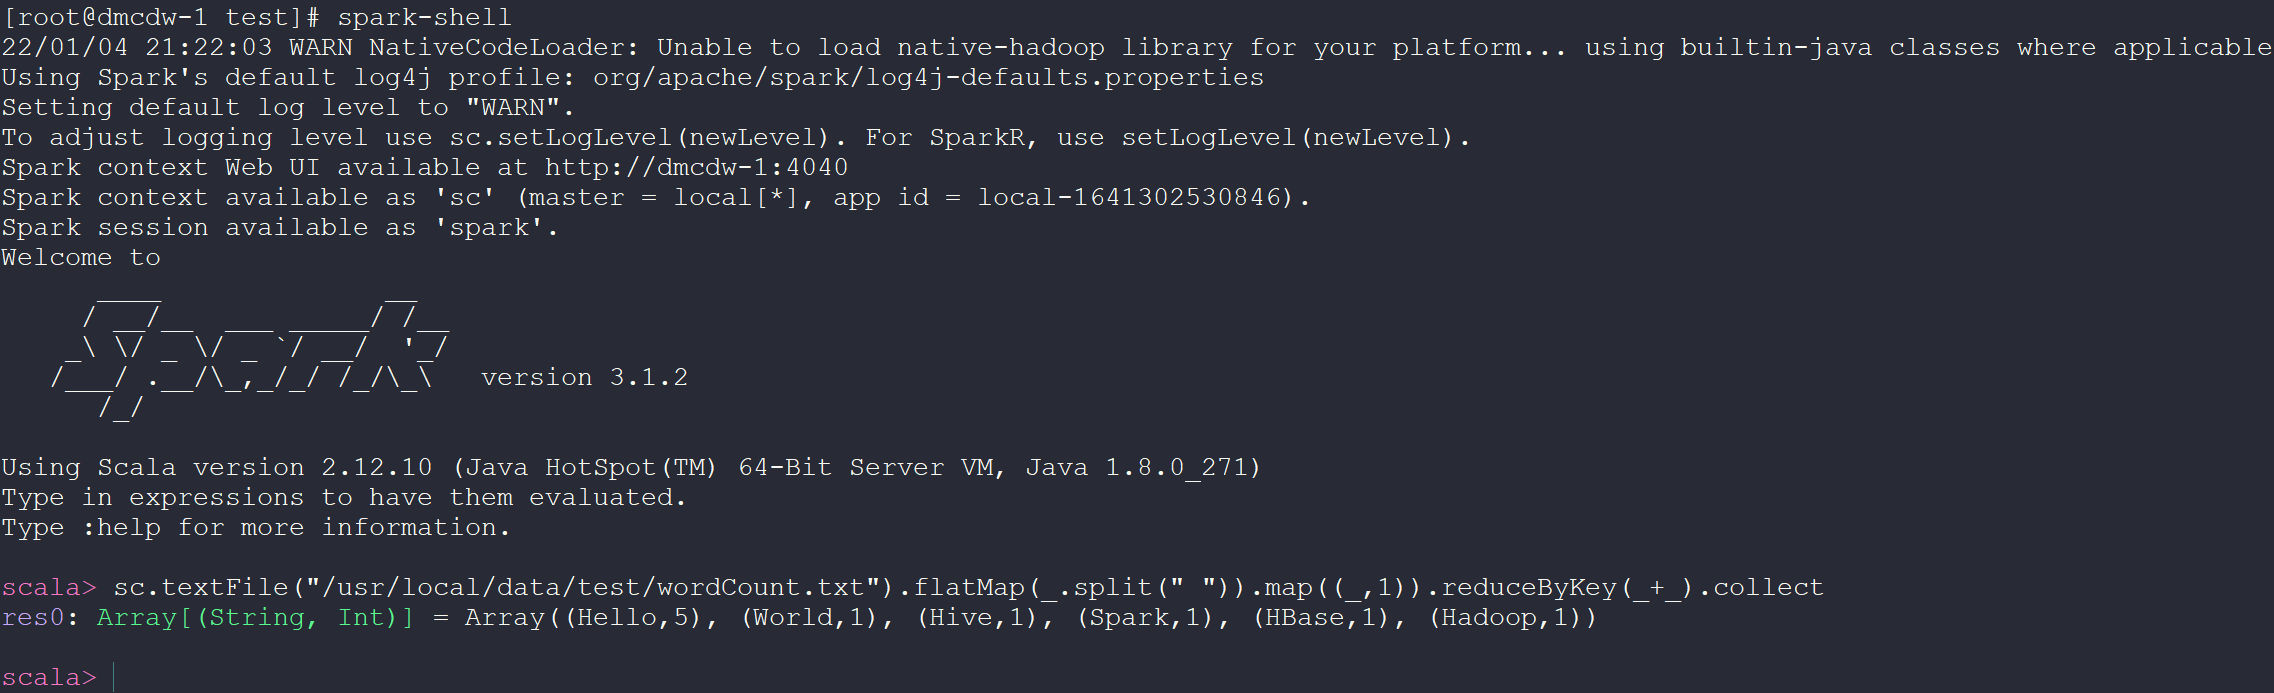 [root@dmcdw-1 test]# spark-shell
22/01/04 21:22:03 WARN NativeCodeLoader: Unable to load native-hadoop library for your platform... using builtin-java classes where applicable
Using Spark's default log4j profile: org/apache/spark/log4j-defaults.properties
Setting default log level to "WARN".
To adjust logging level use sc.setLogLevel(newLevel). For SparkR, use setLogLevel(newLevel).
Spark context Web UI available at http://dmcdw-1:4040
Spark context available as 'sc' (master = local[*], app id = local-1641302530846).
Spark session available as 'spark'.
Welcome to
      ____              __
     / __/__  ___ _____/ /__
    _\ \/ _ \/ _ `/ __/  '_/
   /___/ .__/\_,_/_/ /_/\_\   version 3.1.2
      /_/
Using Scala version 2.12.10 (Java HotSpot(TM) 64-Bit Server VM, Java 1.8.0_271)
Type in expressions to have them evaluated.
Type :help for more information.
scala> sc.textFile("/usr/local/data/test/wordCount.txt").flatMap(_.split(" ")).map((_,1)).reduceByKey(_+_).collect
res0: Array[(String, Int)] = Array((Hello,5), (World,1), (Hive,1), (Spark,1), (HBase,1), (Hadoop,1))
scala>